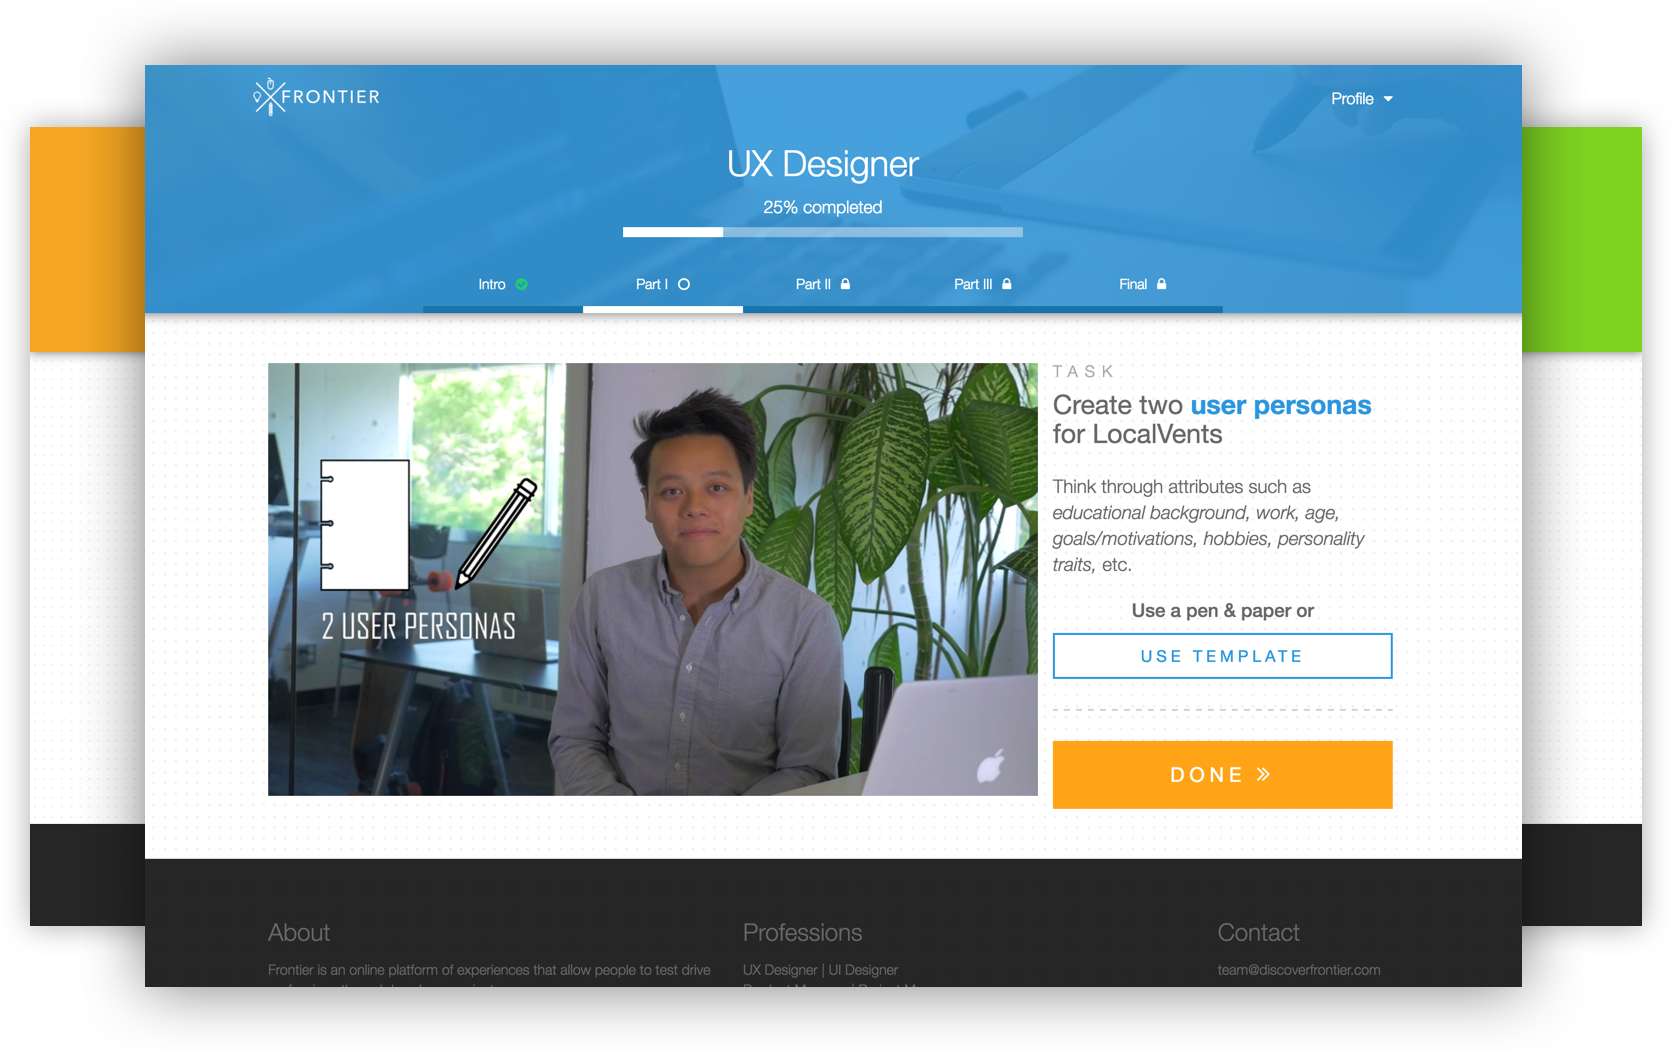 FRONTIER
Profile
UX Designer
25% completed
Intro
Part I
Part II
Part III
Final
2 USER PERSONAS
TASK
Create two user personas
for LocalVents
Think through attributes such as
educational background, work, age,
goals/motivations, hobbies, personality
traits, etc.
Use a pen & paper or
USE TEMPLATE
DONE »
About
Frontier is an online platform of experiences that allow people to test drive
Professions
UX Designer | UI Designer
Contact
team@discoverfrontier.com